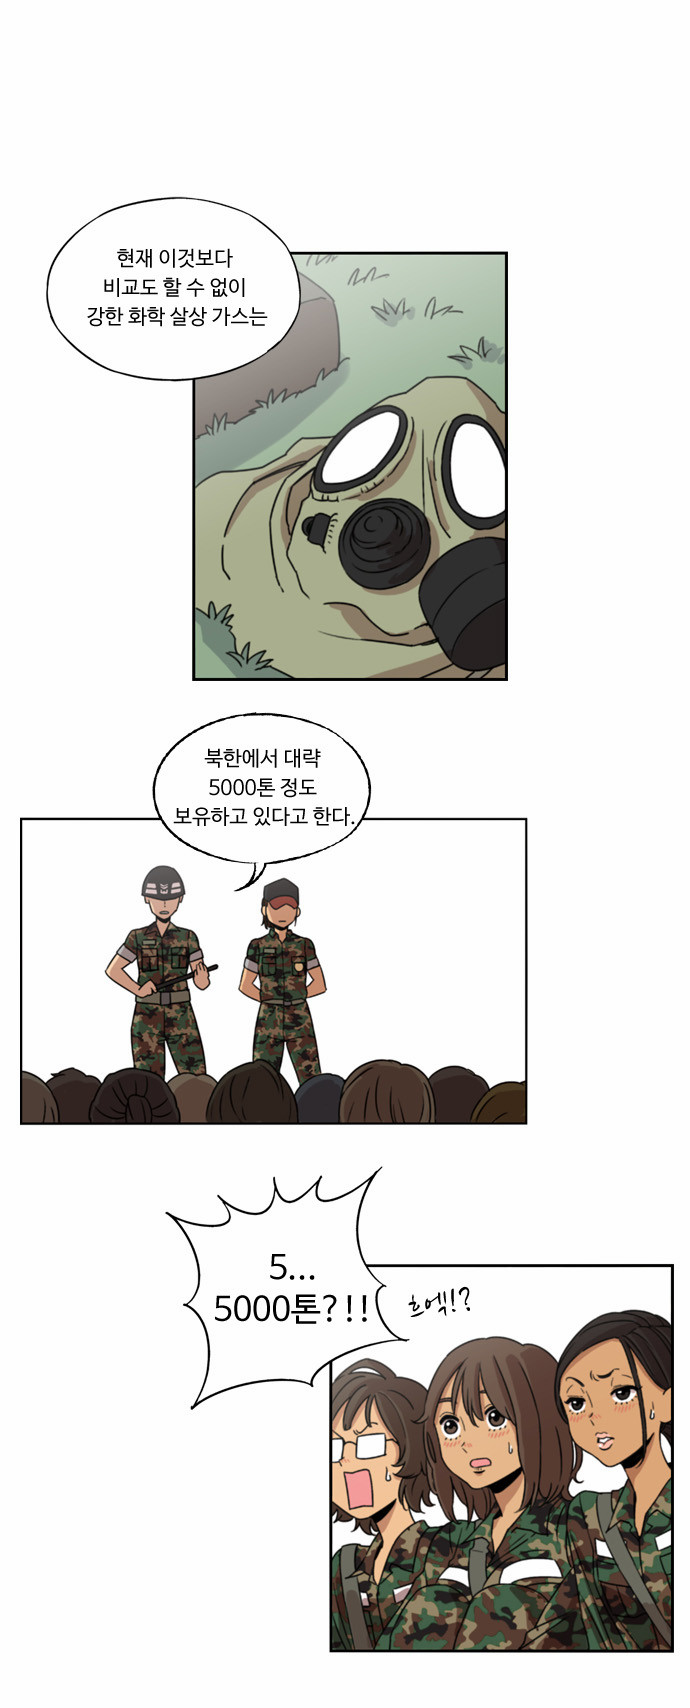 현재 이것보다
비교도 할 수 없이
강한 화학 살상 가스는
북한에서 대략
5000톤 정도
보유하고 있다고 한다.
5...
5000톤?!!
흐엑!?